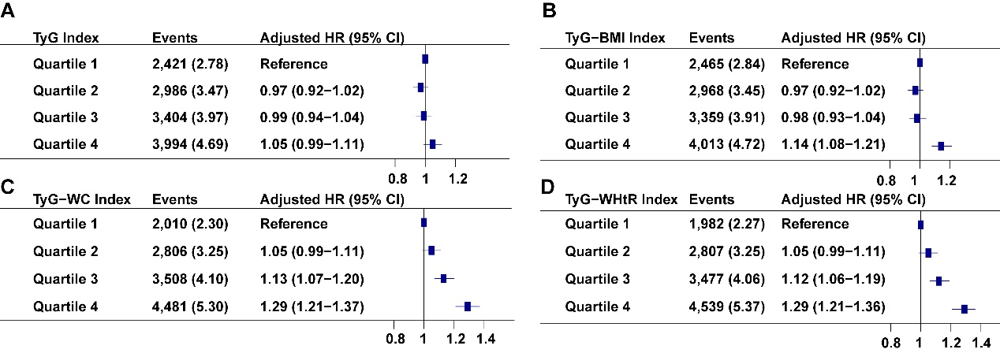 A
TyG Index Events Adjusted HR (95% CI)
Quartile 1 2,421 (2.78) Reference
Quartile 2 2,986 (3.47) 0.97 (0.92−1.02)
Quartile 3 3,404 (3.97) 0.99 (0.94−1.04)
Quartile 4 3,994 (4.69) 1.05 (0.99−1.11)
0.8 1 1.2
B
TyG−BMI Index Events Adjusted HR (95% CI)
Quartile 1 2,465 (2.84) Reference
Quartile 2 2,968 (3.45) 0.97 (0.92−1.02)
Quartile 3 3,359 (3.91) 0.98 (0.93−1.04)
Quartile 4 4,013 (4.72) 1.14 (1.08−1.21)
0.8 1 1.2
C
TyG−WC Index Events Adjusted HR (95% CI)
Quartile 1 2,010 (2.30) Reference
Quartile 2 2,806 (3.25) 1.05 (0.99−1.11)
Quartile 3 3,508 (4.10) 1.13 (1.07−1.20)
Quartile 4 4,481 (5.30) 1.29 (1.21−1.37)
0.8 1 1.2 1.4
D
TyG−WHtR Index Events Adjusted HR (95% CI)
Quartile 1 1,982 (2.27) Reference
Quartile 2 2,807 (3.25) 1.05 (0.99−1.11)
Quartile 3 3,477 (4.06) 1.12 (1.06−1.19)
Quartile 4 4,539 (5.37) 1.29 (1.21−1.36)
0.8 1 1.2 1.4